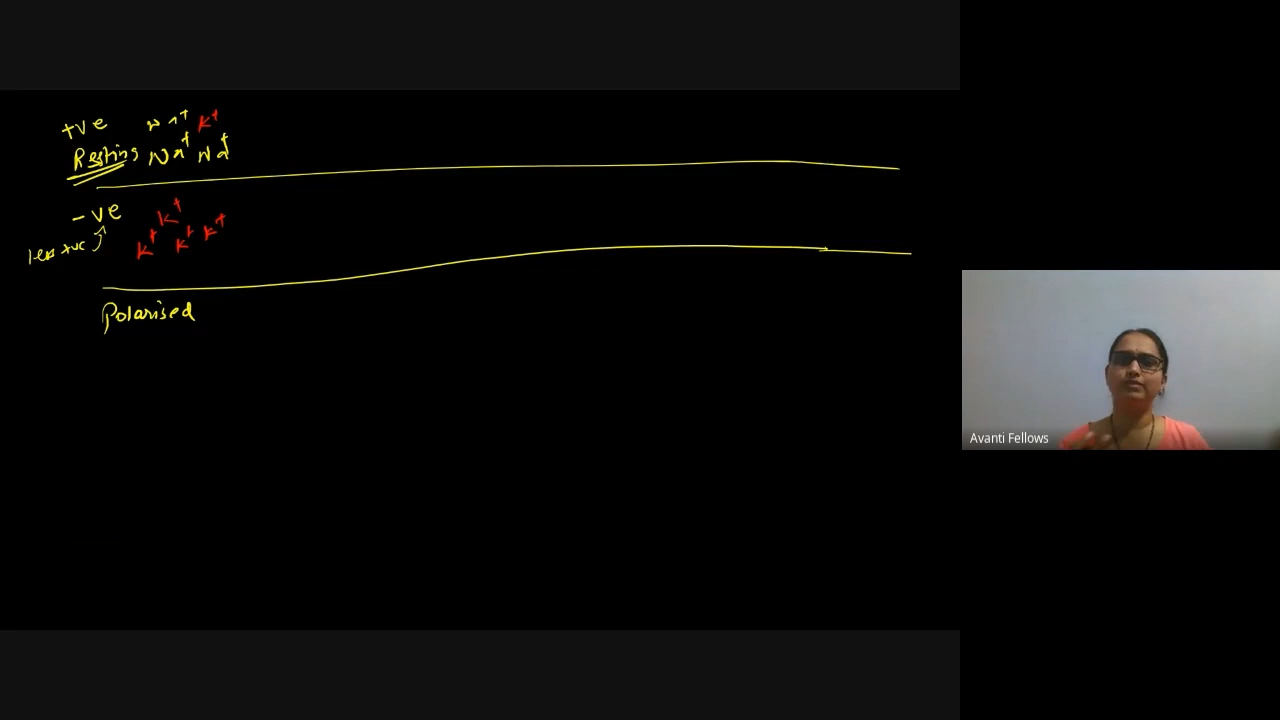 +ve Na+ K+
Resting Na+ Na+
-ve K+
less +ve K+ K+ K+
Polarised
Avanti Fellows